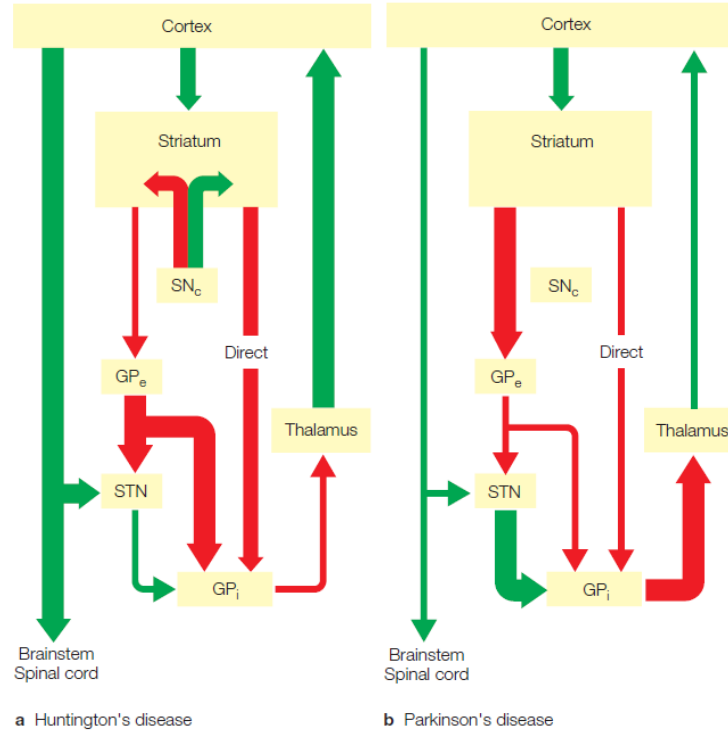 Cortex
Striatum
SNc
Direct
GPe
Thalamus
STN
GPi
Brainstem
Spinal cord
a Huntington's disease
Cortex
Striatum
SNc
Direct
GPe
Thalamus
STN
GPi
Brainstem
Spinal cord
b Parkinson's disease